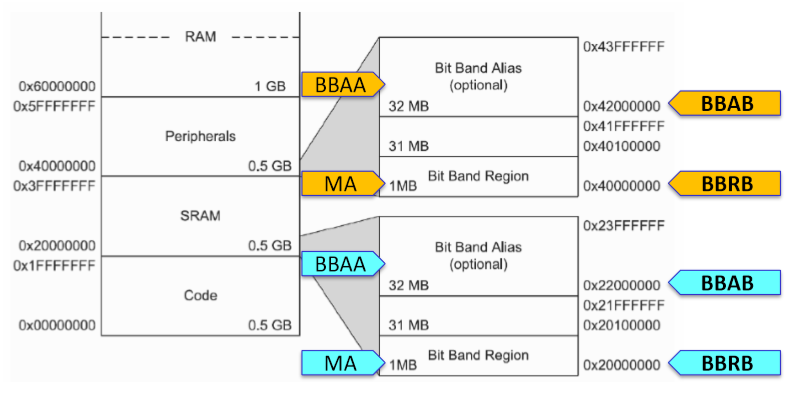 RAM
0x60000000 1 GB
0x5FFFFFFF
Peripherals
0x40000000 0.5 GB
0x3FFFFFFF
SRAM
0x20000000 0.5 GB
0x1FFFFFFF
Code
0x00000000 0.5 GB
BBAA
MA
BBAA
MA
0x43FFFFFF
Bit Band Alias
(optional)
32 MB 0x42000000
0x41FFFFFF
31 MB 0x40100000
Bit Band Region
1MB 0x40000000
0x23FFFFFF
Bit Band Alias
(optional)
32 MB 0x22000000
0x21FFFFFF
31 MB 0x20100000
Bit Band Region
1MB 0x20000000
BBAB
BBRB
BBAB
BBRB